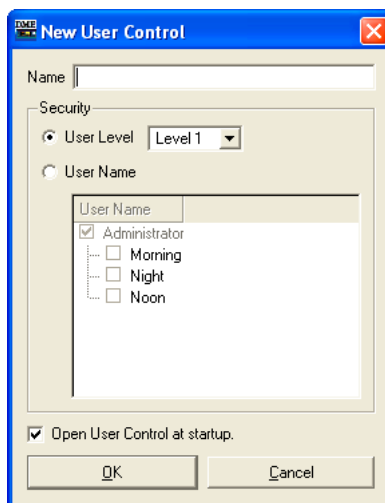 DME New User Control
Name
Security
User Level Level 1
User Name
User Name
Administrator
Morning
Night
Noon
Open User Control at startup.
OK Cancel